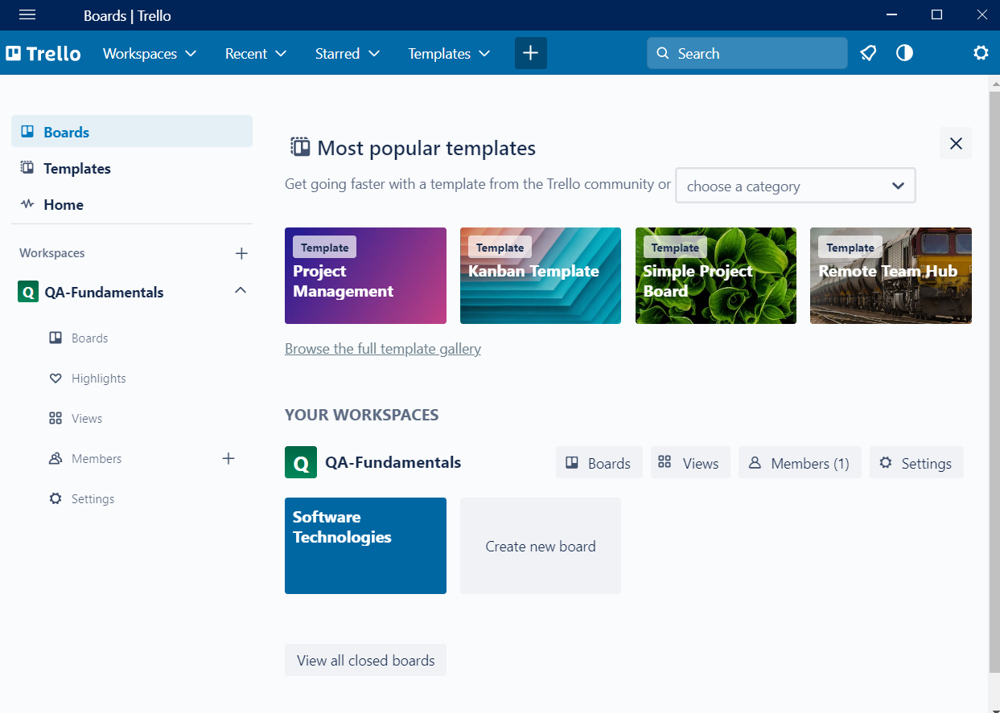 Boards | Trello
Trello
Workspaces
Recent
Starred
Templates
Search
Boards
Templates
Home
Workspaces
Q QA-Fundamentals
Boards
Highlights
Views
Members
Settings
Most popular templates
Get going faster with a template from the Trello community or
choose a category
Template
Project
Management
Template
Kanban Template
Template
Simple Project
Board
Template
Remote Team Hub
Browse the full template gallery
YOUR WORKSPACES
Q QA-Fundamentals
Boards
Views
Members (1)
Settings
Software
Technologies
Create new board
View all closed boards